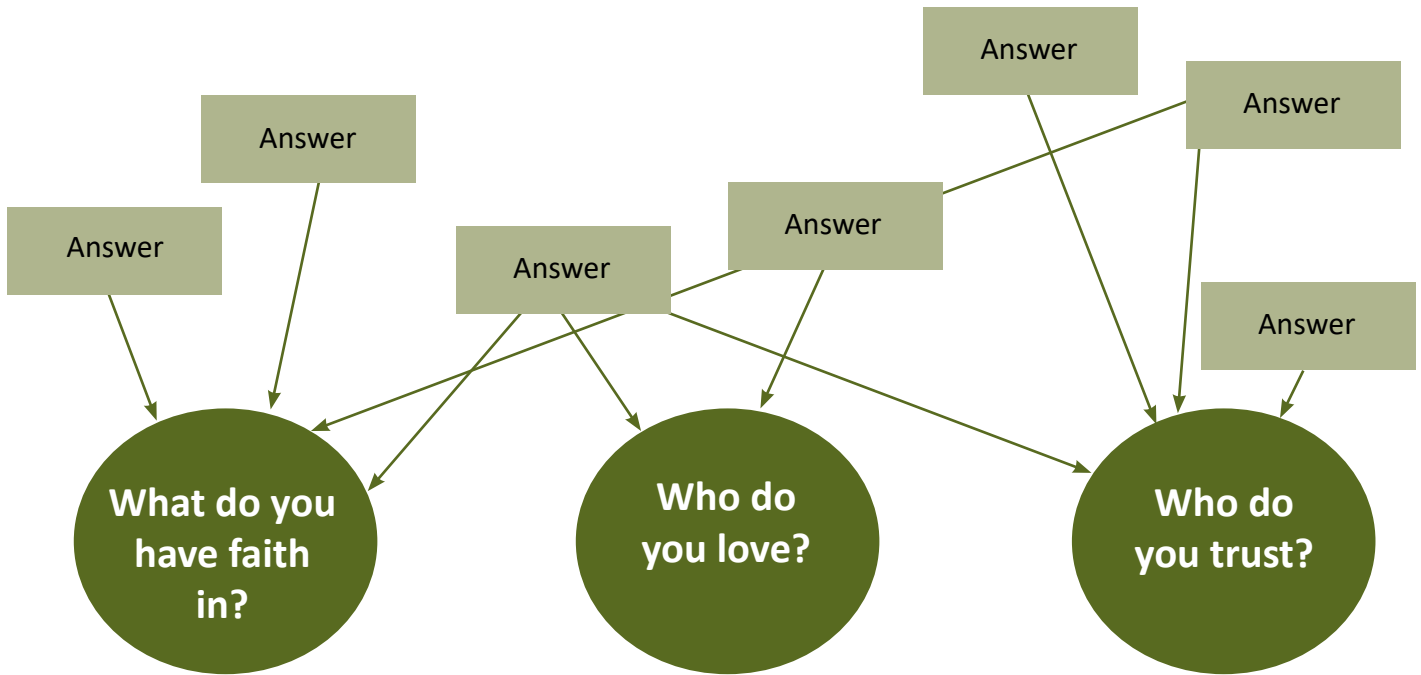 Answer
Answer
Answer
Answer
Answer
Answer
Answer
What do you
have faith
in?
Who do
you love?
Who do
you trust?